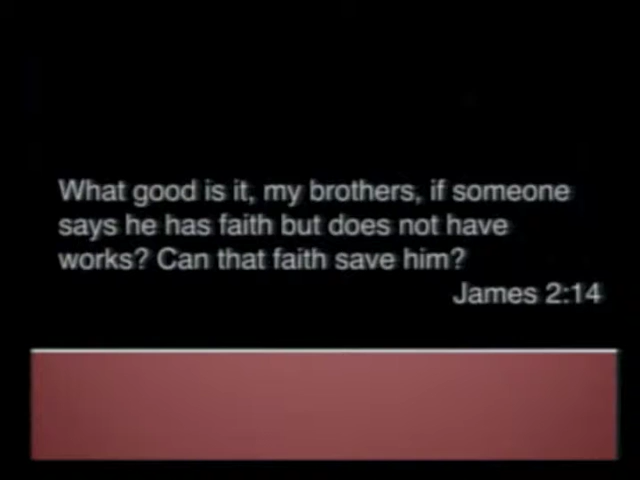 What good is it, my brothers, if someone
says he has faith but does not have
works? Can that faith save him?
James 2:14